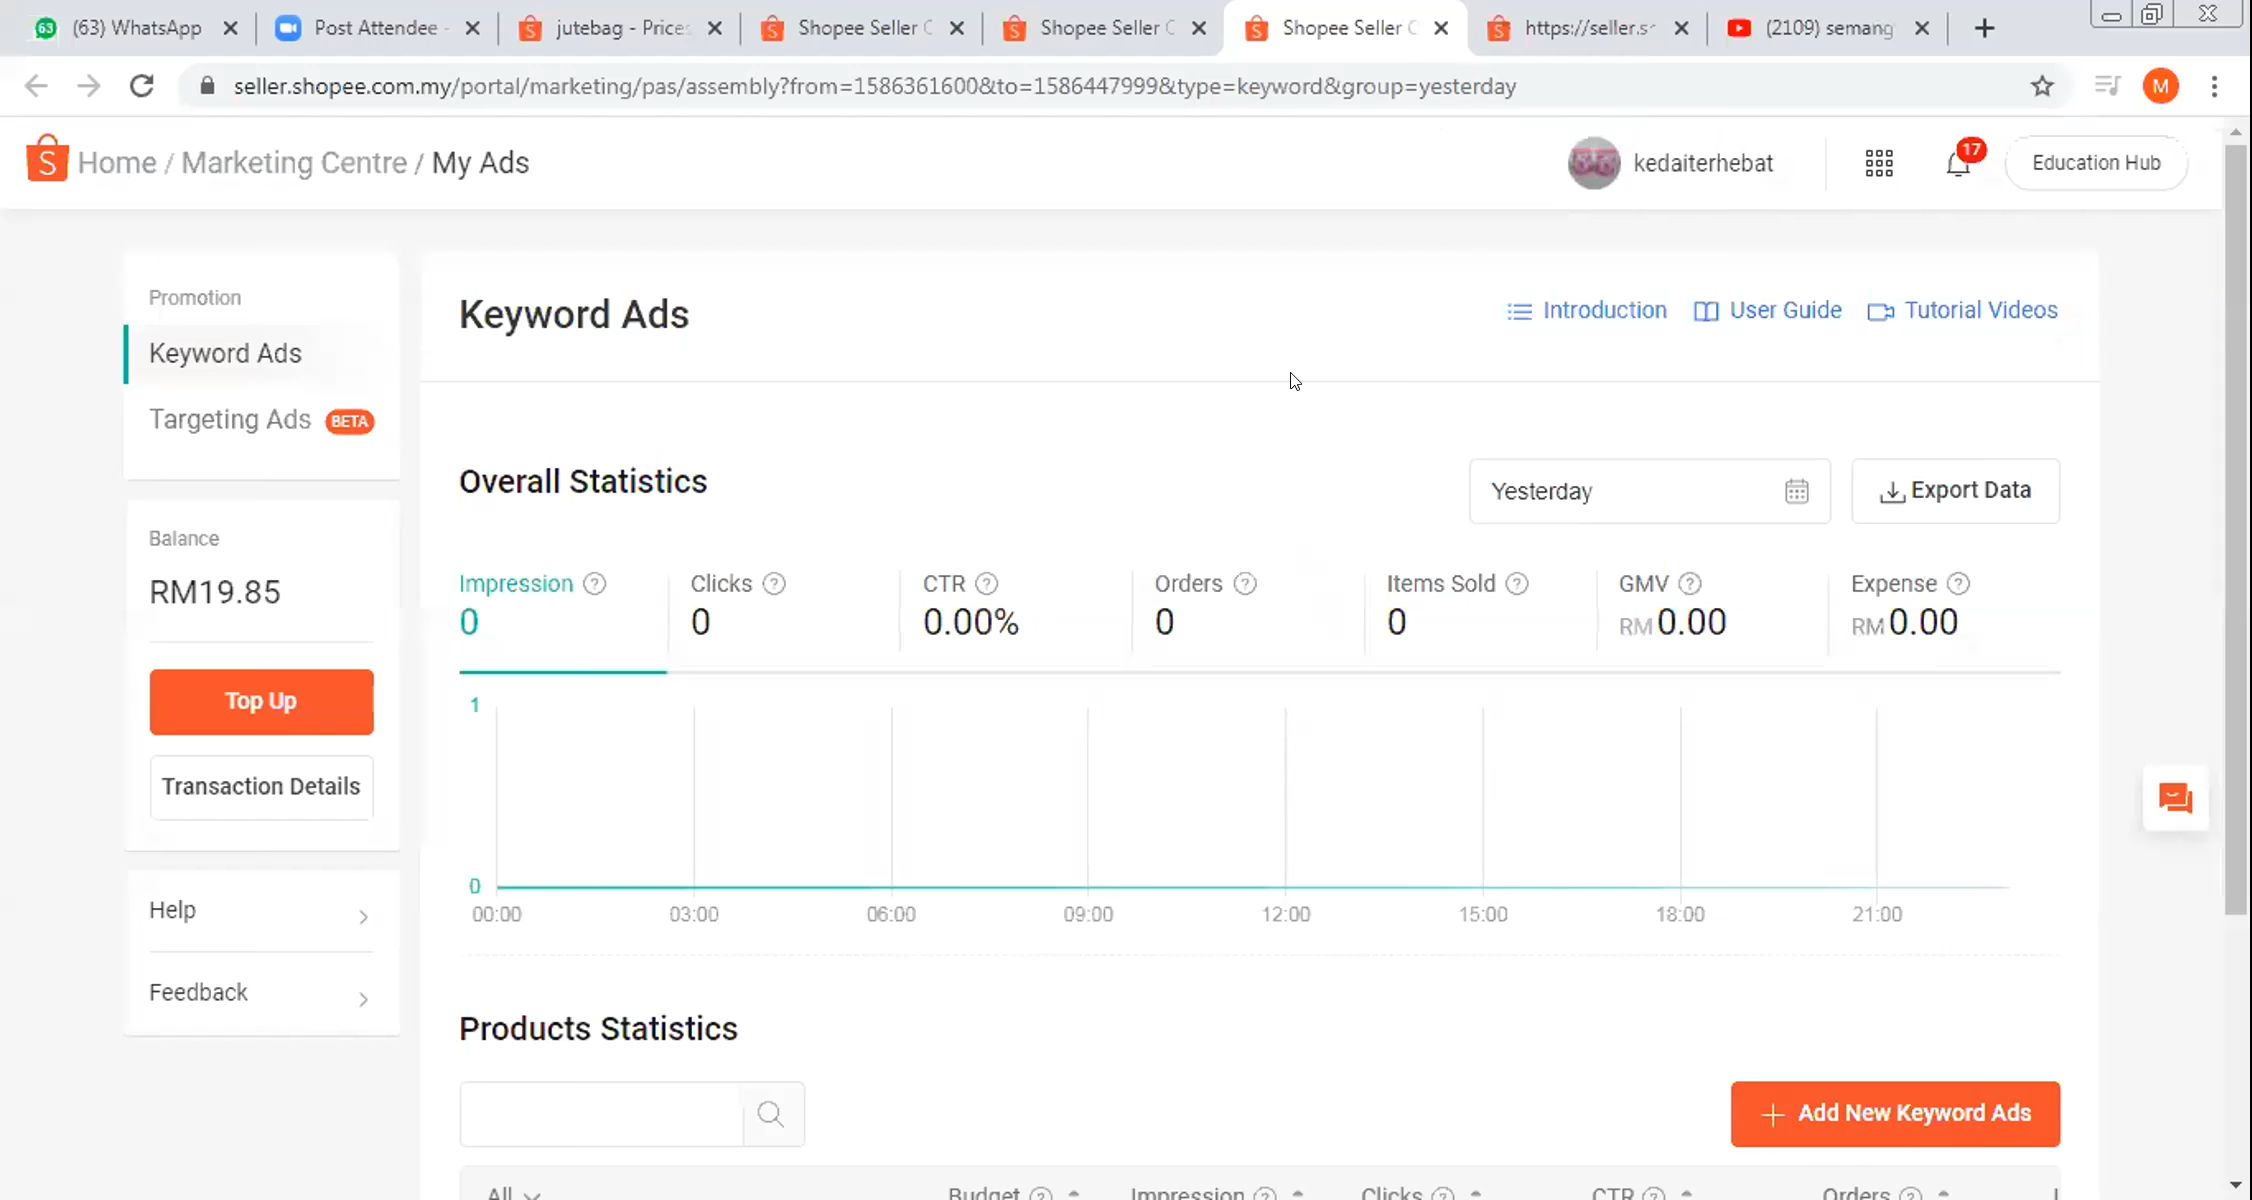 63 (63) WhatsApp
Post Attendee -
jutebag - Prices
Shopee Seller C
Shopee Seller C
Shopee Seller C
https://seller.s
(2109) semang
seller.shopee.com.my/portal/marketing/pas/assembly?from=1586361600&to=1586447999&type=keyword&group=yesterday
M
S Home / Marketing Centre / My Ads
kedaiterhebat
17
Education Hub
Promotion
Keyword Ads
Targeting Ads BETA
Balance
RM19.85
Top Up
Transaction Details
Help
Feedback
Keyword Ads
Introduction
User Guide
Tutorial Videos
Overall Statistics
Yesterday
Export Data
Impression ? Clicks ? CTR ? Orders ? Items Sold ? GMV ? Expense ?
0 0 0.00% 0 0 RM0.00 RM0.00
1
0
00:00 03:00 06:00 09:00 12:00 15:00 18:00 21:00
Products Statistics
+ Add New Keyword Ads
All Budget ? Impression ? Clicks ? CTR ? Orders ?